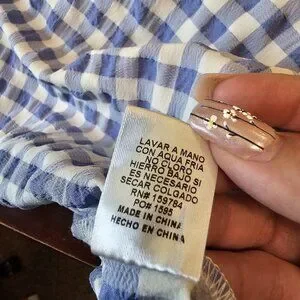 LAVAR A MANO
CON AQUA FRIA
NO CLORO
HIERRO BAJO SI
ES NECESARIO
SECAR COLGADO
RN# 159784
PO# 1595
MADE IN CHINA
HECHO EN CHINA